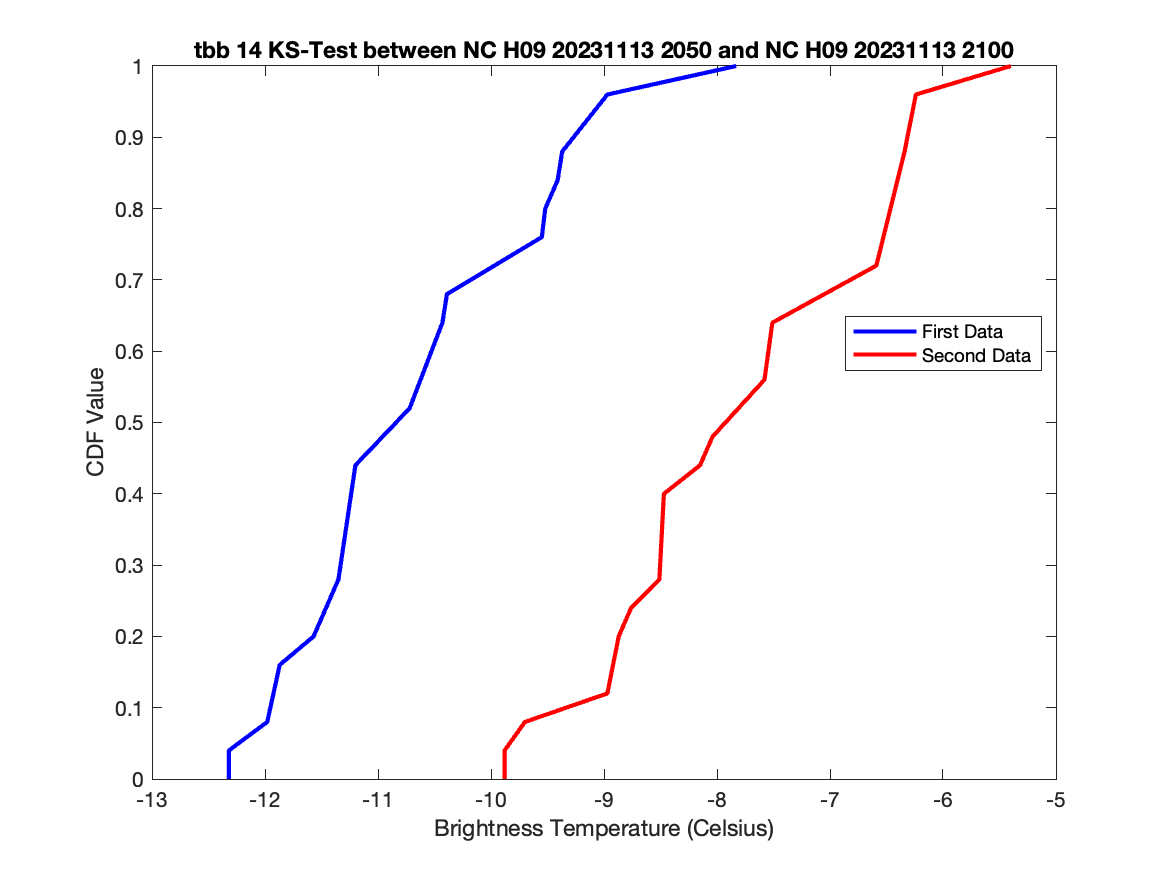 tbb 14 KS-Test between NC H09 20231113 2050 and NC H09 20231113 2100
1
0.9
0.8
0.7
0.6
0.5
0.4
0.3
0.2
0.1
0
CDF Value
First Data
Second Data
-13 -12 -11 -10 -9 -8 -7 -6 -5
Brightness Temperature (Celsius)